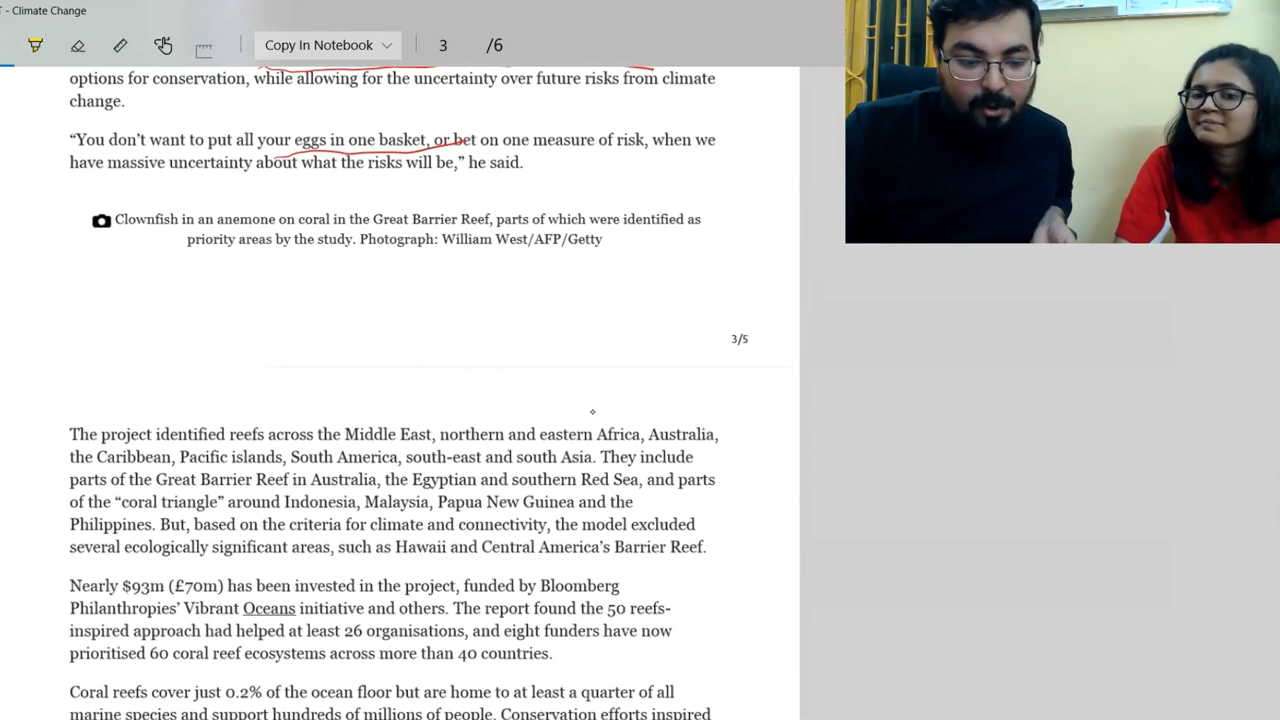 - Climate Change
Copy In Notebook 3 /6
options for conservation, while allowing for the uncertainty over future risks from climate
change.
“You don’t want to put all your eggs in one basket, or bet on one measure of risk, when we
have massive uncertainty about what the risks will be,” he said.
Clownfish in an anemone on coral in the Great Barrier Reef, parts of which were identified as
priority areas by the study. Photograph: William West/AFP/Getty
3/5
The project identified reefs across the Middle East, northern and eastern Africa, Australia,
the Caribbean, Pacific islands, South America, south-east and south Asia. They include
parts of the Great Barrier Reef in Australia, the Egyptian and southern Red Sea, and parts
of the “coral triangle” around Indonesia, Malaysia, Papua New Guinea and the
Philippines. But, based on the criteria for climate and connectivity, the model excluded
several ecologically significant areas, such as Hawaii and Central America’s Barrier Reef.
Nearly $93m (£70m) has been invested in the project, funded by Bloomberg
Philanthropies’ Vibrant Oceans initiative and others. The report found the 50 reefs-
inspired approach had helped at least 26 organisations, and eight funders have now
prioritised 60 coral reef ecosystems across more than 40 countries.
Coral reefs cover just 0.2% of the ocean floor but are home to at least a quarter of all
marine species and support hundreds of millions of people. Conservation efforts inspired